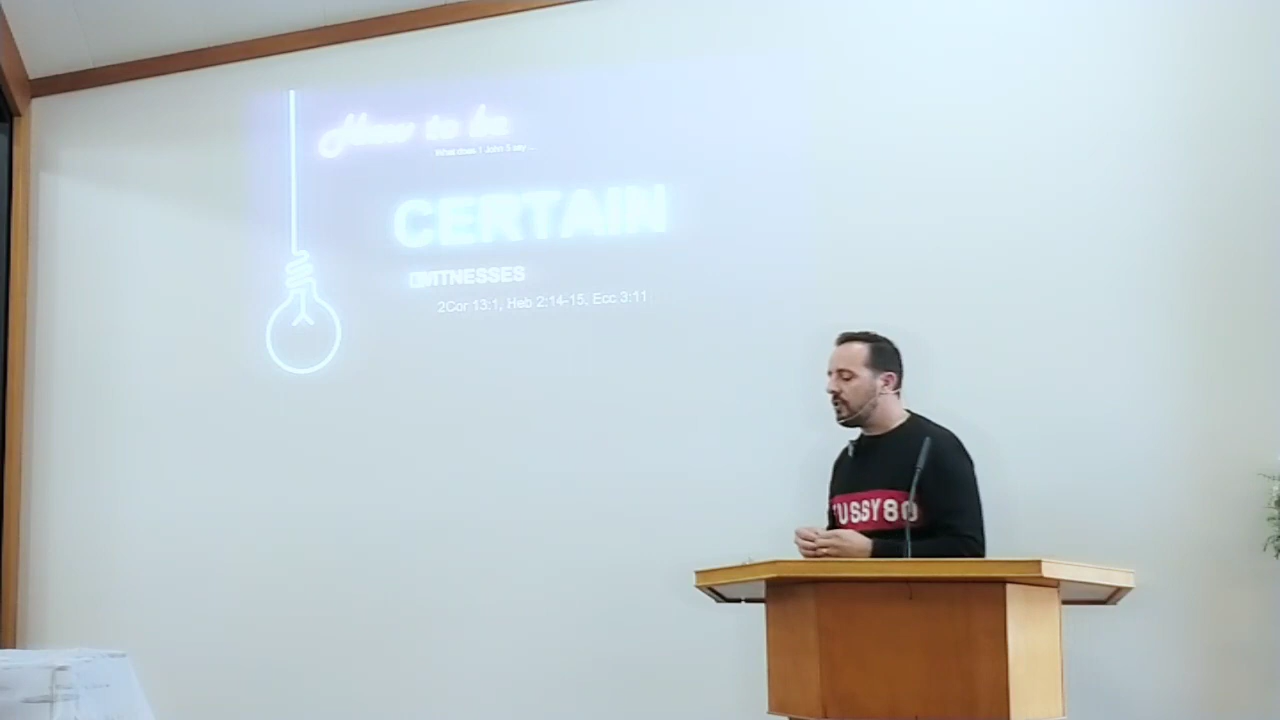 How to be
What does 1 John 5 say ...
CERTAIN
WITNESSES
2Cor 13:1, Heb 2:14-15, Ecc 3:11
TUSSY80